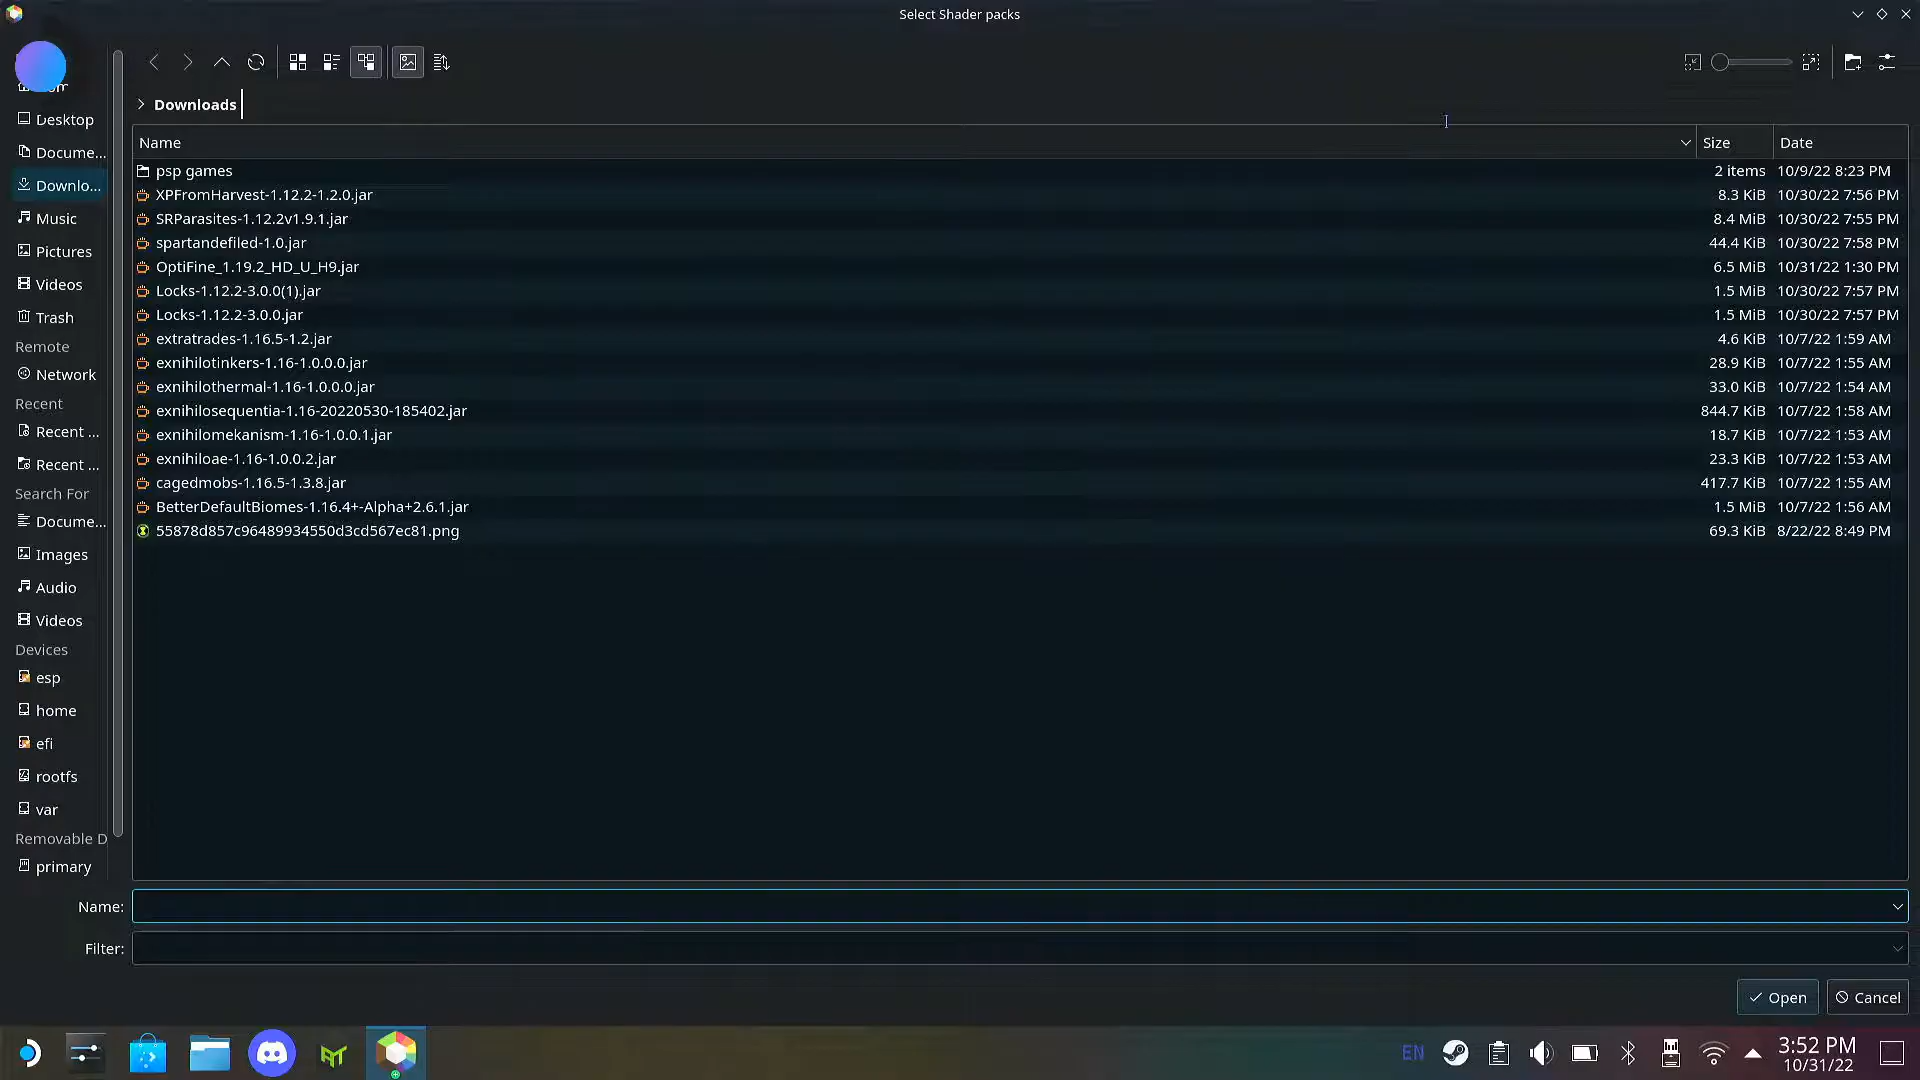 Select Shader packs
Downloads
Desktop
Docume...
Downlo...
Music
Pictures
Videos
Trash
Remote
Network
Recent
Recent ...
Recent ...
Search For
Docume...
Images
Audio
Videos
Devices
esp
home
efi
rootfs
var
Removable D
primary
Name Size Date
psp games 2 items 10/9/22 8:23 PM
XPFromHarvest-1.12.2-1.2.0.jar 8.3 KiB 10/30/22 7:56 PM
SRParasites-1.12.2v1.9.1.jar 8.4 MiB 10/30/22 7:55 PM
spartandefiled-1.0.jar 44.4 KiB 10/30/22 7:58 PM
OptiFine_1.19.2_HD_U_H9.jar 6.5 MiB 10/31/22 1:30 PM
Locks-1.12.2-3.0.0(1).jar 1.5 MiB 10/30/22 7:57 PM
Locks-1.12.2-3.0.0.jar 1.5 MiB 10/30/22 7:57 PM
extratrades-1.16.5-1.2.jar 4.6 KiB 10/7/22 1:59 AM
exnihilotinkers-1.16-1.0.0.0.jar 28.9 KiB 10/7/22 1:55 AM
exnihilothermal-1.16-1.0.0.0.jar 33.0 KiB 10/7/22 1:54 AM
exnihilosequentia-1.16-20220530-185402.jar 844.7 KiB 10/7/22 1:58 AM
exnihilomekanism-1.16-1.0.0.1.jar 18.7 KiB 10/7/22 1:53 AM
exnihiloae-1.16-1.0.0.2.jar 23.3 KiB 10/7/22 1:53 AM
cagedmobs-1.16.5-1.3.8.jar 417.7 KiB 10/7/22 1:55 AM
BetterDefaultBiomes-1.16.4+-Alpha+2.6.1.jar 1.5 MiB 10/7/22 1:56 AM
55878d857c96489934550d3cd567ec81.png 69.3 KiB 8/22/22 8:49 PM
Name:
Filter:
Open
Cancel
EN
3:52 PM
10/31/22